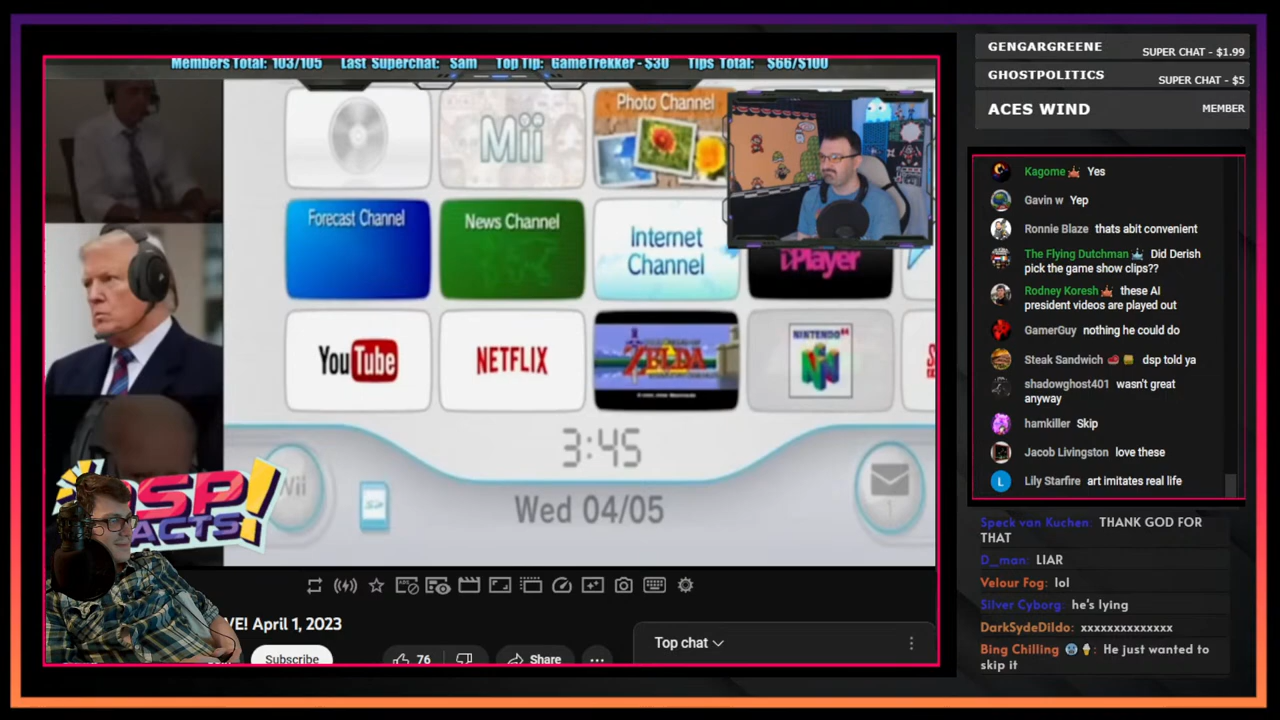 Members Total: 103/105 Last Superchat: Sam Top Tip: GameTrekker - $30 Tips Total: $66/$100
Mii
Photo Channel
Forecast Channel
News Channel
Internet
Channel
iPlayer
YouTube
NETFLIX
ZELDA
NINTENDO 64
3:45
Wed 04/05
Wii
DSP
REACTS!
VE! April 1, 2023
Subscribe
76
Share
Top chat
GENGARGREENE SUPER CHAT - $1.99
GHOSTPOLITICS SUPER CHAT - $5
ACES WIND MEMBER
Kagome Yes
Gavin w Yep
Ronnie Blaze thats abit convenient
The Flying Dutchman Did Derish
pick the game show clips??
Rodney Koresh these AI
president videos are played out
GamerGuy nothing he could do
Steak Sandwich dsp told ya
shadowghost401 wasn't great
anyway
hamkiller Skip
Jacob Livingston love these
L Lily Starfire art imitates real life
Speck van Kuchen: THANK GOD FOR
THAT
D__man: LIAR
Velour Fog: lol
Silver Cyborg: he's lying
DarkSydeDildo: xxxxxxxxxxxxx
Bing Chilling: He just wanted to
skip it